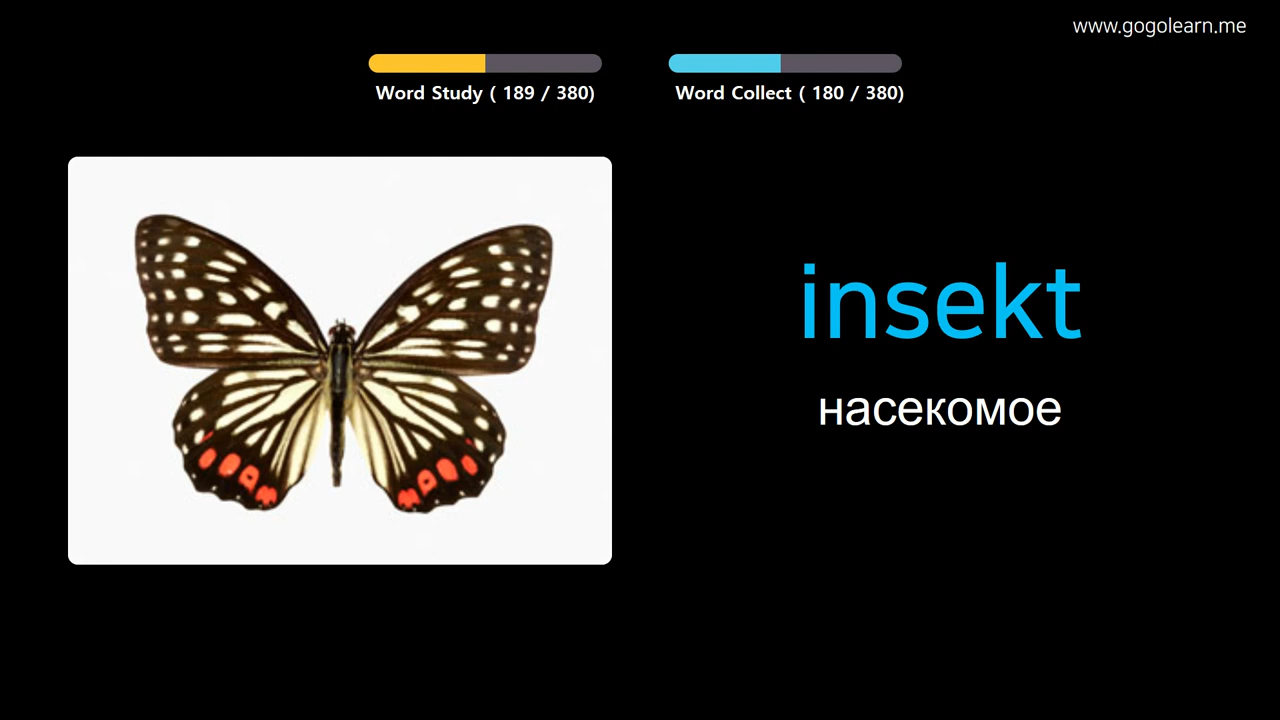 www.gogolearn.me
Word Study ( 189 / 380)
Word Collect ( 180 / 380)
insekt
насекомое